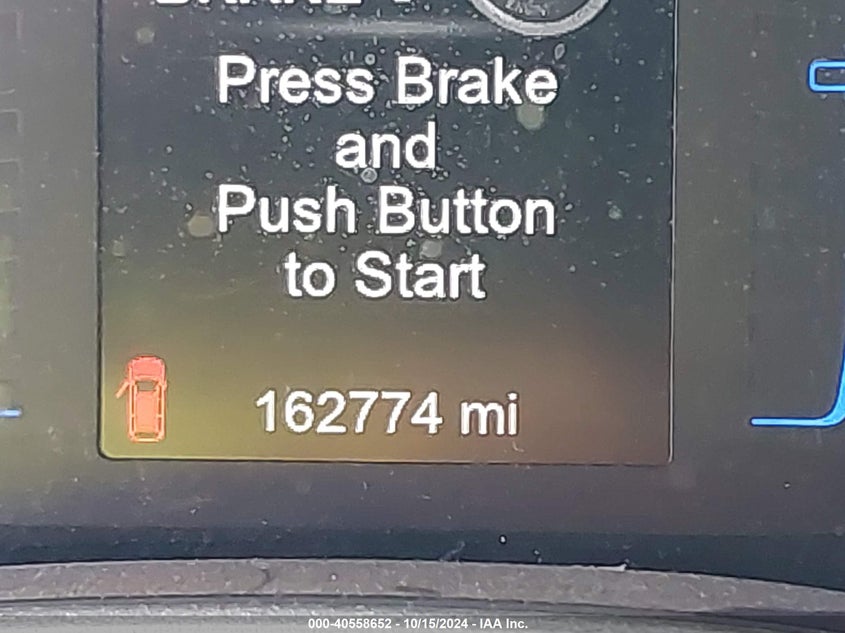 Press Brake
and
Push Button
to Start
162774 mi
000-40558652 - 10/15/2024 - IAA Inc.